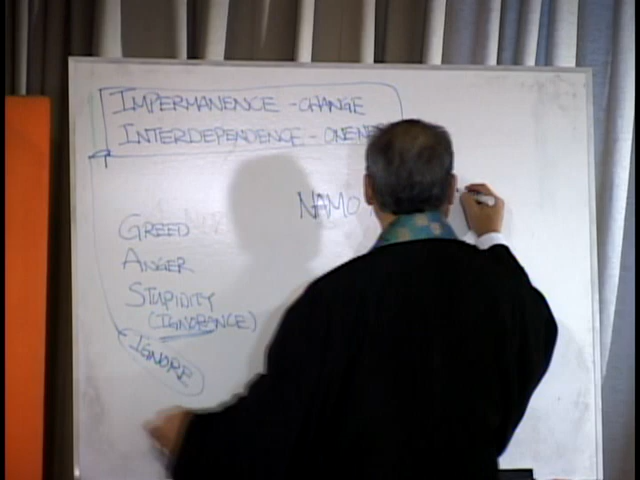 IMPERMANENCE - CHANGE
INTERDEPENDENCE - ONENE
NAMO
GREED
ANGER
STUPIDITY
(IGNORANCE)
IGNORE